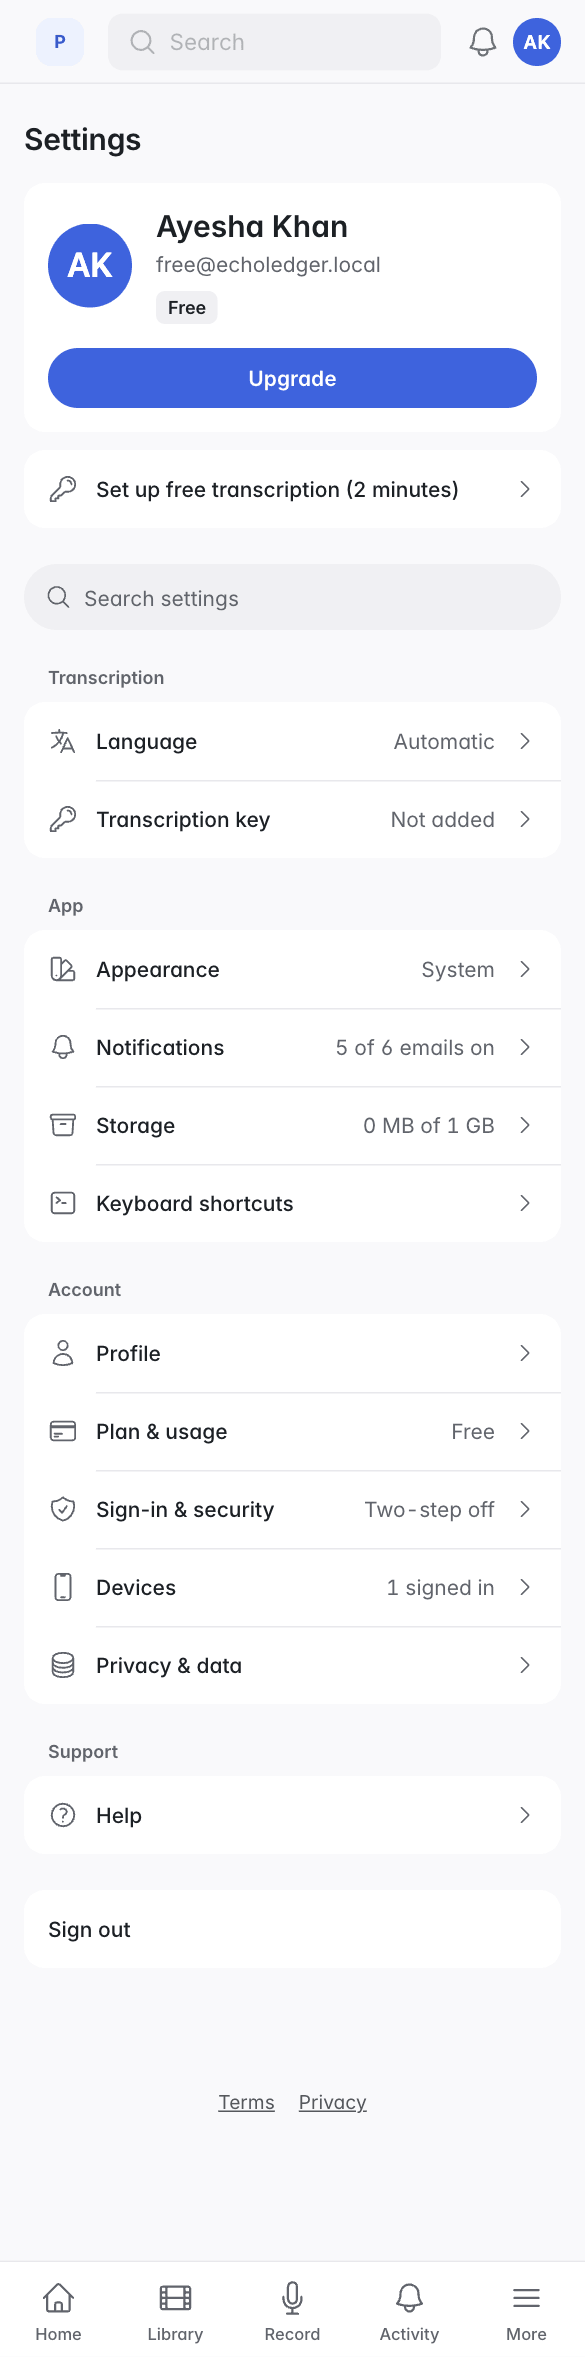 P
Search
AK
Settings
AK
Ayesha Khan
free@echoledger.local
Free
Upgrade
Set up free transcription (2 minutes)
Search settings
Transcription
Language Automatic
Transcription key Not added
App
Appearance System
Notifications 5 of 6 emails on
Storage 0 MB of 1 GB
Keyboard shortcuts
Account
Profile
Plan & usage Free
Sign-in & security Two-step off
Devices 1 signed in
Privacy & data
Support
Help
Sign out
Terms Privacy
Home Library Record Activity More